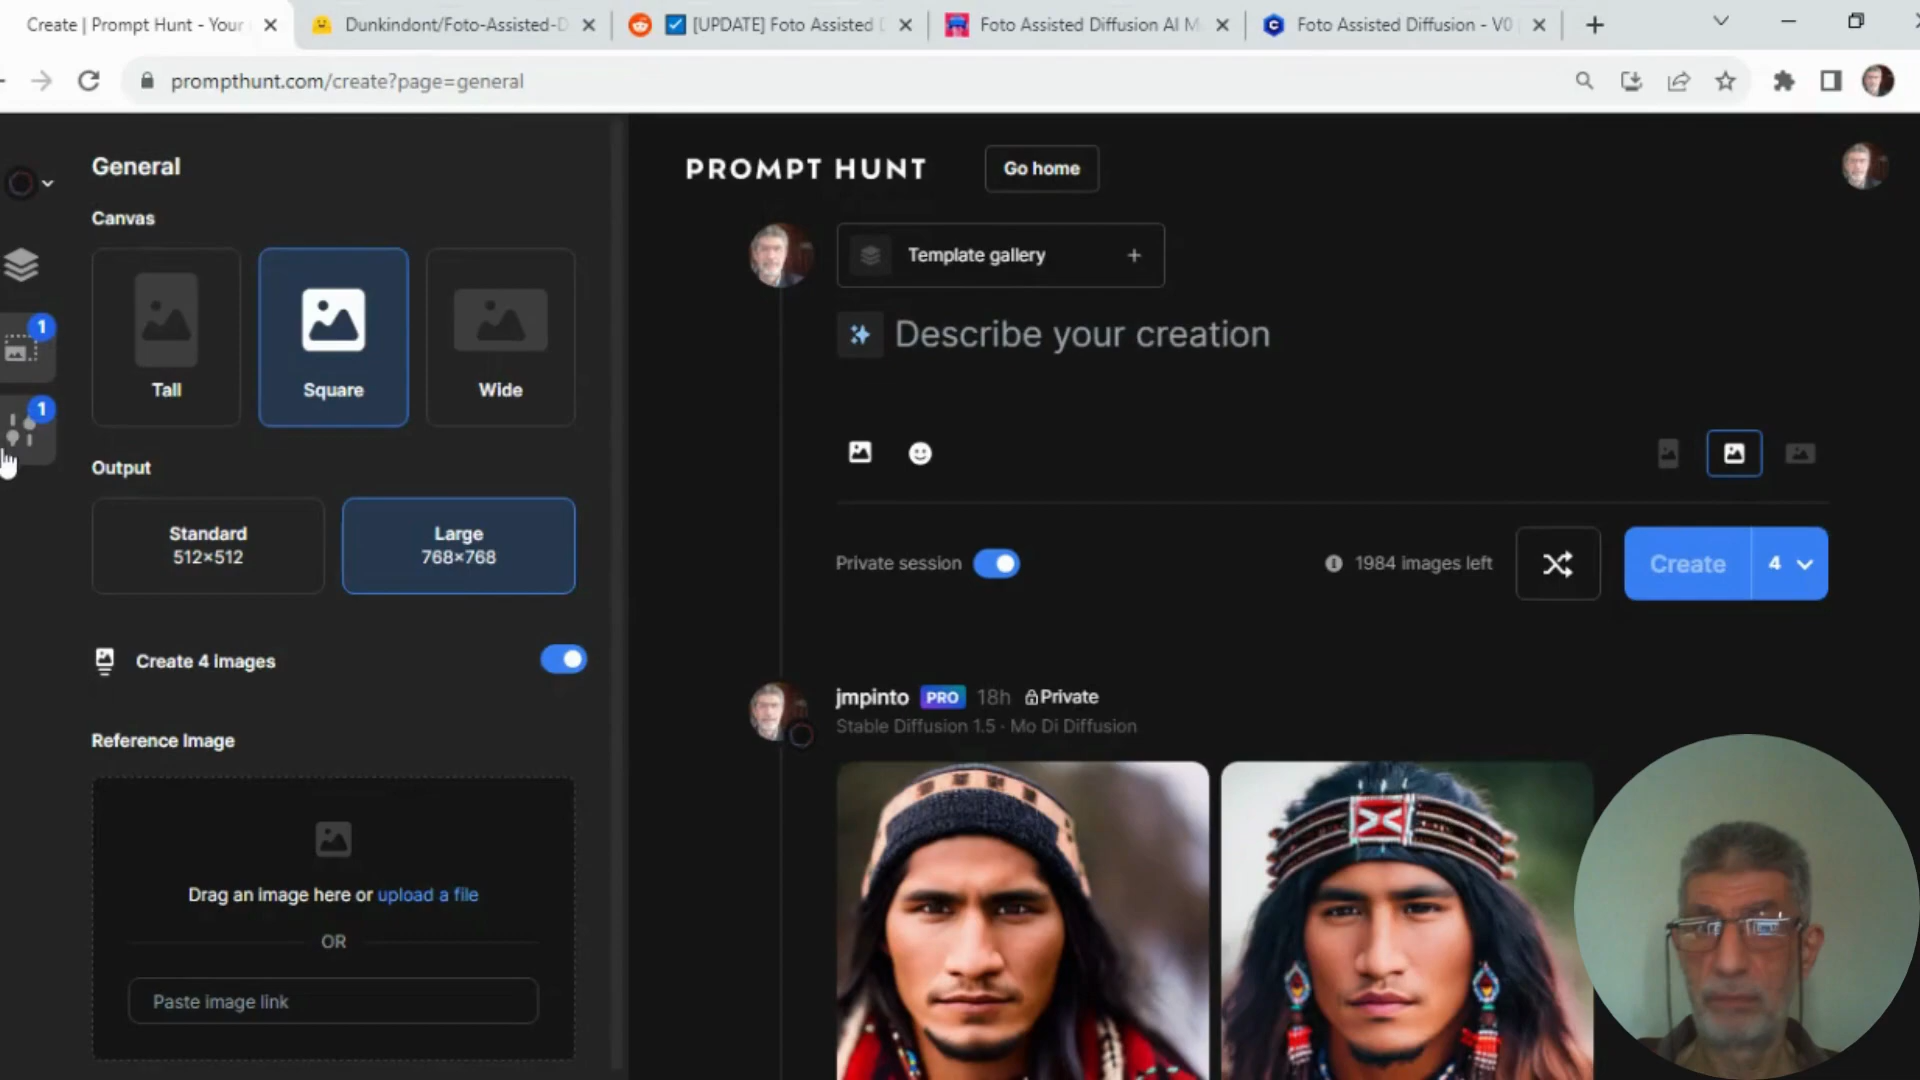 Create | Prompt Hunt - Your
Dunkindont/Foto-Assisted-D
[UPDATE] Foto Assisted D
Foto Assisted Diffusion AI M
Foto Assisted Diffusion - V0
prompthunt.com/create?page=general
General
Canvas
Tall
Square
Wide
Output
Standard
512×512
Large
768×768
Create 4 images
Reference Image
Drag an image here or upload a file
OR
Paste image link
1
1
PROMPT HUNT
Go home
Template gallery
Describe your creation
Private session
1984 images left
Create
4
jmpinto PRO 18h Private
Stable Diffusion 1.5 · Mo Di Diffusion